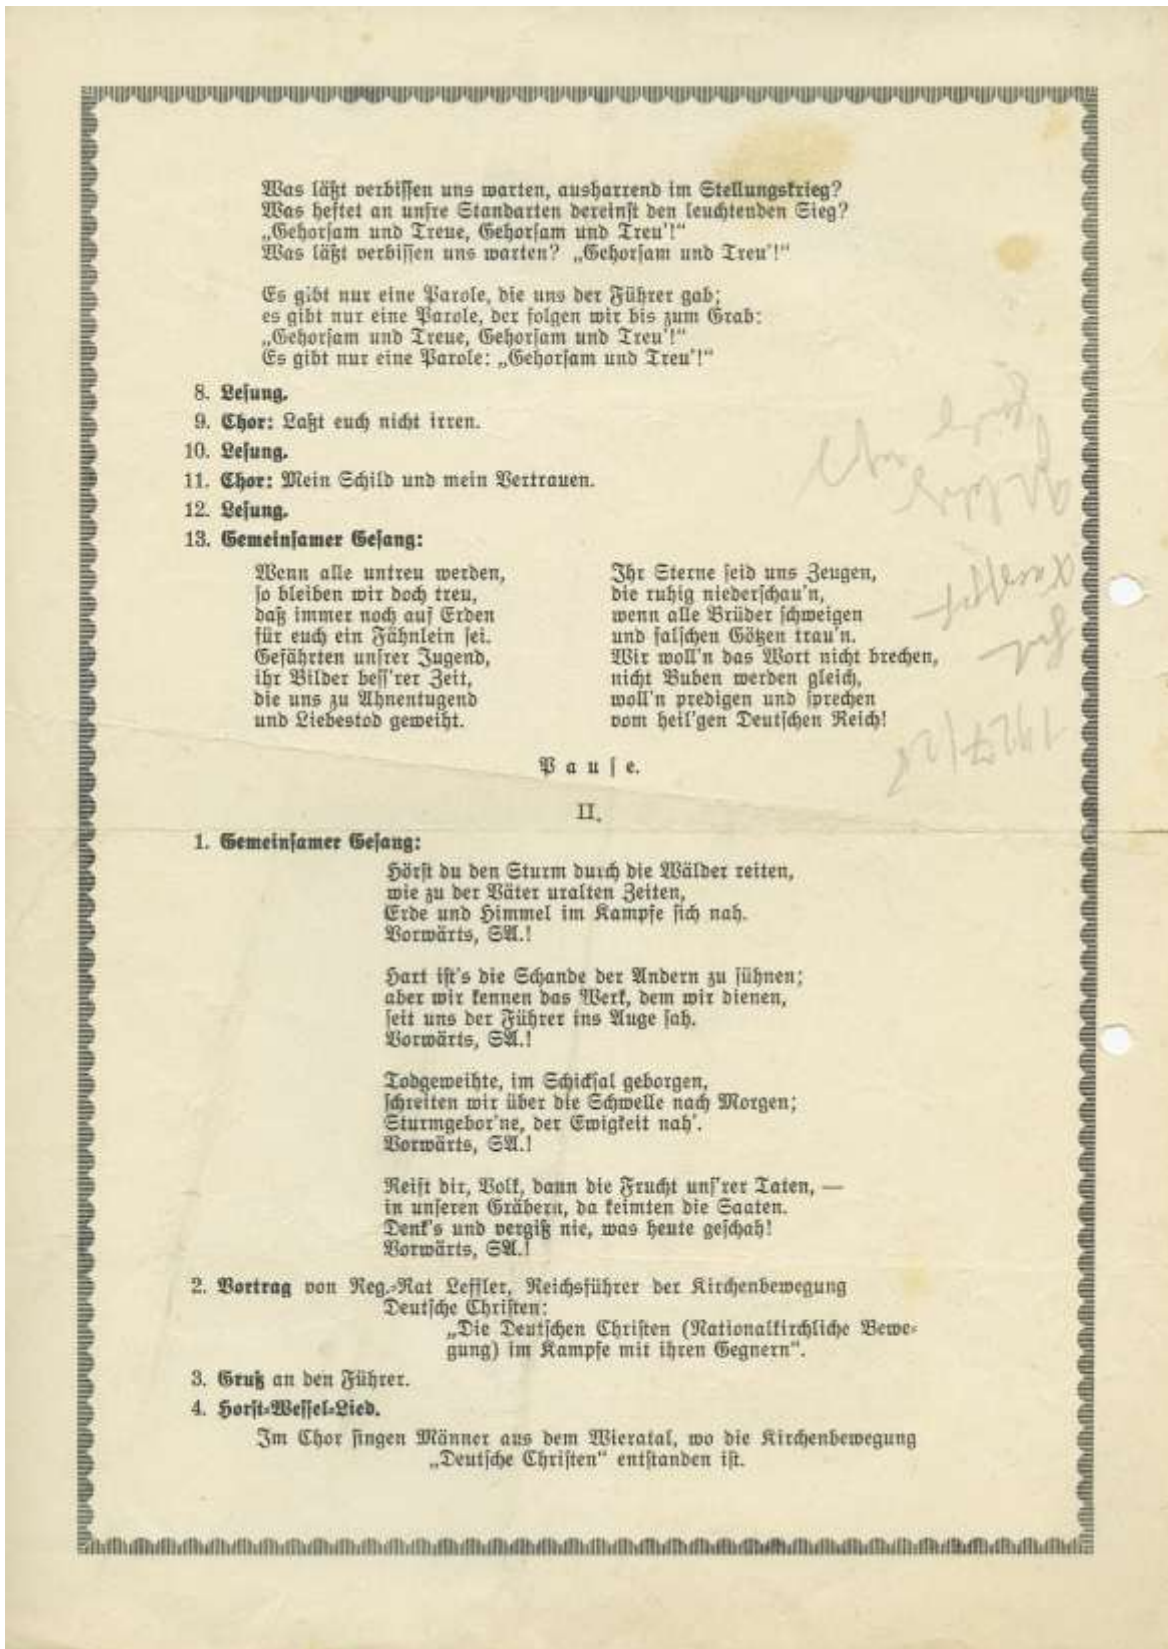 Was läßt verbissen uns warten, ausharrend im Stellungskrieg?
Was heftet an unsre Standarten dereinst den leuchtenden Sieg?
„Gehorsam und Treue, Gehorsam und Treu'!“
Was läßt verbissen uns warten? „Gehorsam und Treu'!“
Es gibt nur eine Parole, die uns der Führer gab;
es gibt nur eine Parole, der folgen wir bis zum Grab:
„Gehorsam und Treue, Gehorsam und Treu'!“
Es gibt nur eine Parole: „Gehorsam und Treu'!“
8. Lesung.
9. Chor: Laßt euch nicht irren.
10. Lesung.
11. Chor: Mein Schild und mein Vertrauen.
12. Lesung.
13. Gemeinsamer Gesang:
Wenn alle untreu werden,
so bleiben wir doch treu,
daß immer noch auf Erden
für euch ein Fähnlein sei.
Gefährten unsrer Jugend,
ihr Bilder bess'rer Zeit,
die uns zu Ahnentugend
und Liebestod geweiht.
Ihr Sterne seid uns Zeugen,
die ruhig niederschau'n,
wenn alle Brüder schweigen
und falschen Götzen trau'n.
Wir woll'n das Wort nicht brechen,
nicht Buben werden gleich,
woll'n predigen und sprechen
vom heil'gen Deutschen Reich!
Pause.
II.
1. Gemeinsamer Gesang:
Hörst du den Sturm durch die Wälder reiten,
wie zu der Väter uralten Zeiten,
Erde und Himmel im Kampfe sich nah.
Vorwärts, SA.!
Hart ist's die Schande der Andern zu sühnen;
aber wir kennen das Werk, dem wir dienen,
seit uns der Führer ins Auge sah.
Vorwärts, SA.!
Todgeweihte, im Schicksal geborgen,
schreiten wir über die Schwelle nach Morgen;
Sturmgebor'ne, der Ewigkeit nah'.
Vorwärts, SA.!
Reift dir, Volk, dann die Frucht uns'rer Taten, —
in unseren Gräbern, da keimten die Saaten.
Denk's und vergiß nie, was heute geschah!
Vorwärts, SA.!
2. Vortrag von Reg.-Rat Leffler, Reichsführer der Kirchenbewegung
Deutsche Christen:
„Die Deutschen Christen (Nationalkirchliche Bewe-
gung) im Kampfe mit ihren Gegnern“.
3. Gruß an den Führer.
4. Horst-Wessel-Lied.
Im Chor singen Männer aus dem Wieratal, wo die Kirchenbewegung
„Deutsche Christen“ entstanden ist.
1927/28